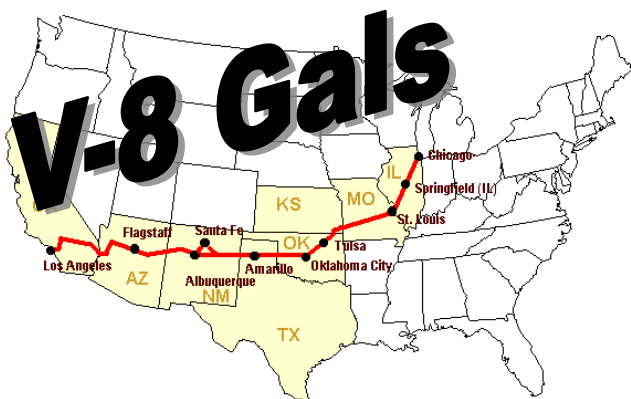 V-8 Gals
Chicago
IL
Springfield (IL)
MO
KS
St. Louis
Flagstaff
Santa Fe
OK
Tulsa
Los Angeles
Amarillo
Oklahoma City
AZ
Albuquerque
NM
TX